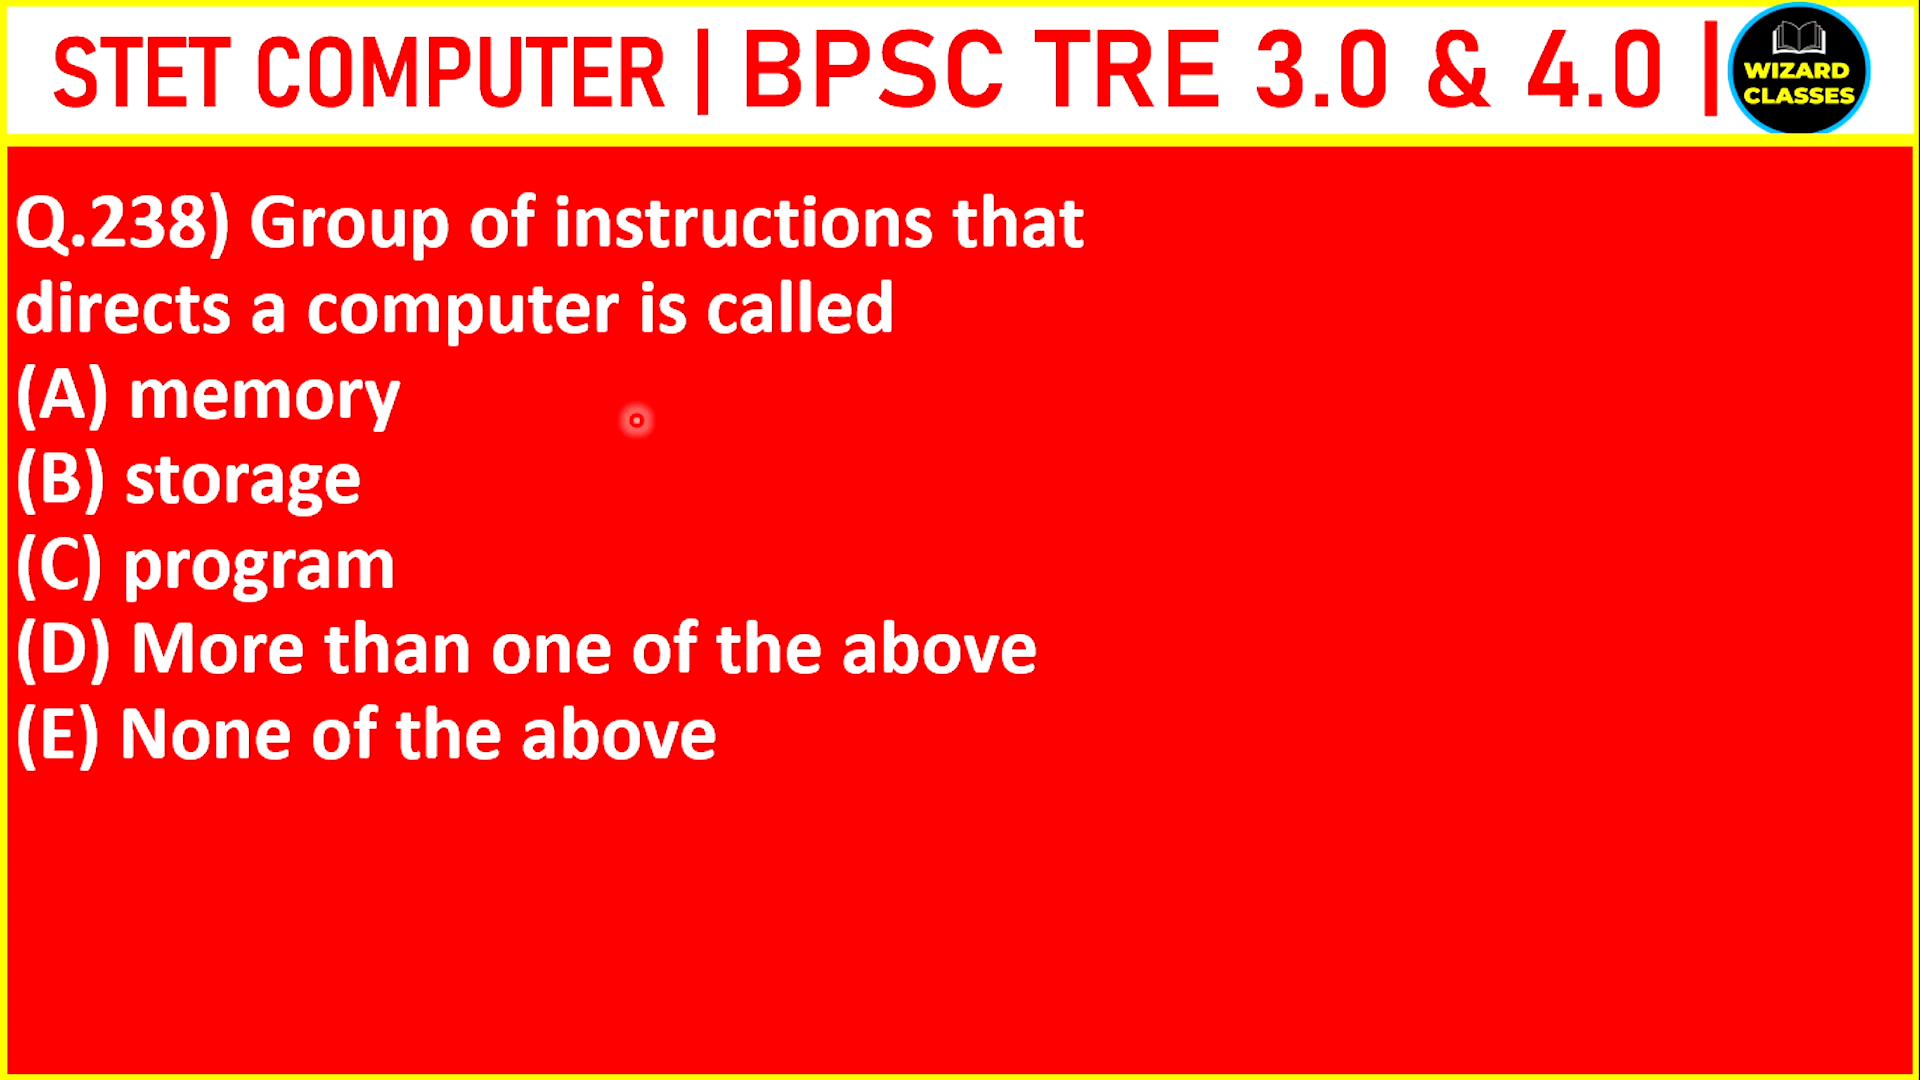 STET COMPUTER | BPSC TRE 3.0 & 4.0 |
WIZARD
CLASSES
Q.238) Group of instructions that
directs a computer is called
(A) memory
(B) storage
(C) program
(D) More than one of the above
(E) None of the above